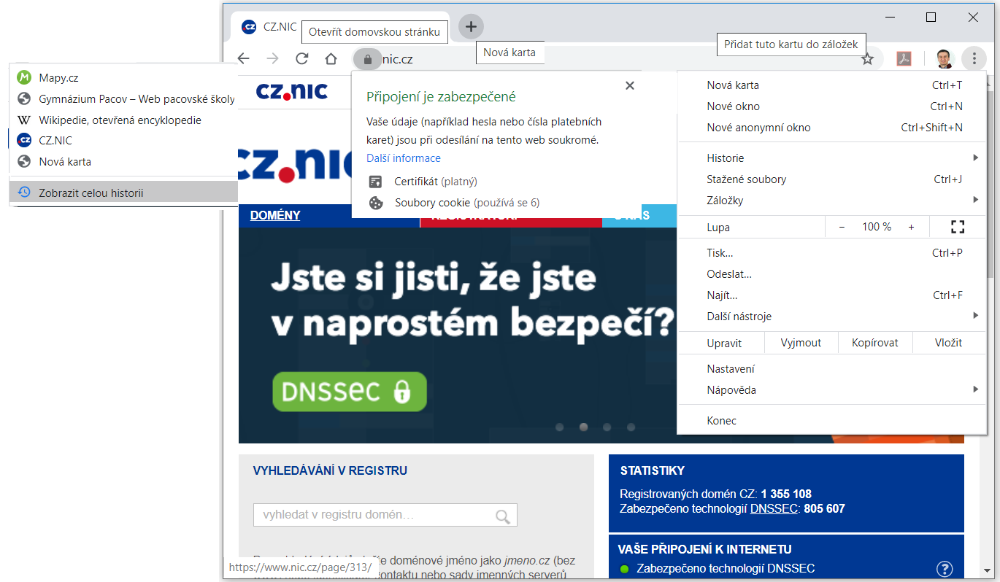 CZ.NIC
Otevřít domovskou stránku
Nová karta
Přidat tuto kartu do záložek
nic.cz
Mapy.cz
Gymnázium Pacov – Web pacovské školy
Wikipedie, otevřená encyklopedie
CZ.NIC
Nová karta
Zobrazit celou historii
cz.nic
cz.nic
Připojení je zabezpečené
Vaše údaje (například hesla nebo čísla platebních
karet) jsou při odesílání na tento web soukromé.
Další informace
Certifikát (platný)
Soubory cookie (používá se 6)
Nová karta Ctrl+T
Nové okno Ctrl+N
Nové anonymní okno Ctrl+Shift+N
Historie
Stažené soubory Ctrl+J
Záložky
Lupa – 100 % +
Tisk... Ctrl+P
Odeslat...
Najít... Ctrl+F
Další nástroje
Upravit Vyjmout Kopírovat Vložit
Nastavení
Nápověda
Konec
DOMÉNY
Jste si jisti, že jste
v naprostém bezpečí?
DNSSEC
VYHLEDÁVÁNÍ V REGISTRU
vyhledat v registru domén...
doménové jméno jako jmeno.cz (bez
kontaktu nebo sady jmenných serverů
https://www.nic.cz/page/313/
STATISTIKY
Registrovaných domén CZ: 1 355 108
Zabezpečeno technologií DNSSEC: 805 607
VAŠE PŘIPOJENÍ K INTERNETU
Zabezpečeno technologií DNSSEC
?